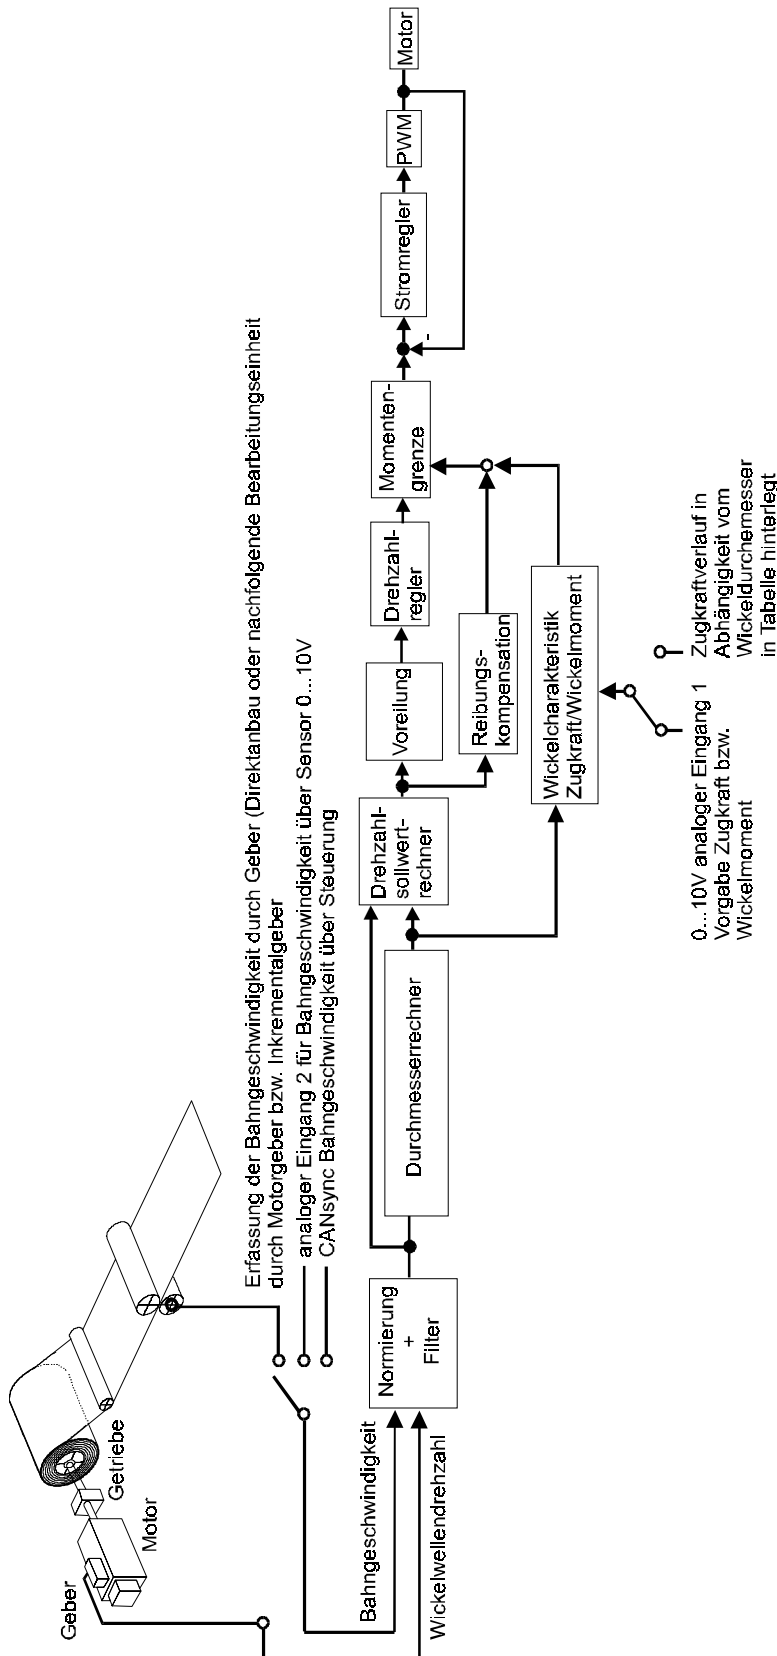 Geber
Motor
Getriebe
Erfassung der Bahngeschwindigkeit durch Geber (Direktanbau oder nachfolgende Bearbeitungseinheit
durch Motorgeber bzw. Inkrementalgeber
analoger Eingang 2 für Bahngeschwindigkeit über Sensor 0...10V
CANsync Bahngeschwindigkeit über Steuerung
Bahngeschwindigkeit
Wickelwellendrehzahl
Normierung
+
Filter
Durchmesserrechner
Drehzahl-
sollwert-
rechner
Voreilung
Drehzahl-
regler
Momenten-
grenze
-
Stromregler
PWM
Motor
Reibungs-
kompensation
Wickelcharakteristik
Zugkraft/Wickelmoment
0...10V analoger Eingang 1
Vorgabe Zugkraft bzw.
Wickelmoment
Zugkraftverlauf in
Abhängigkeit vom
Wickeldurchmesser
in Tabelle hinterlegt